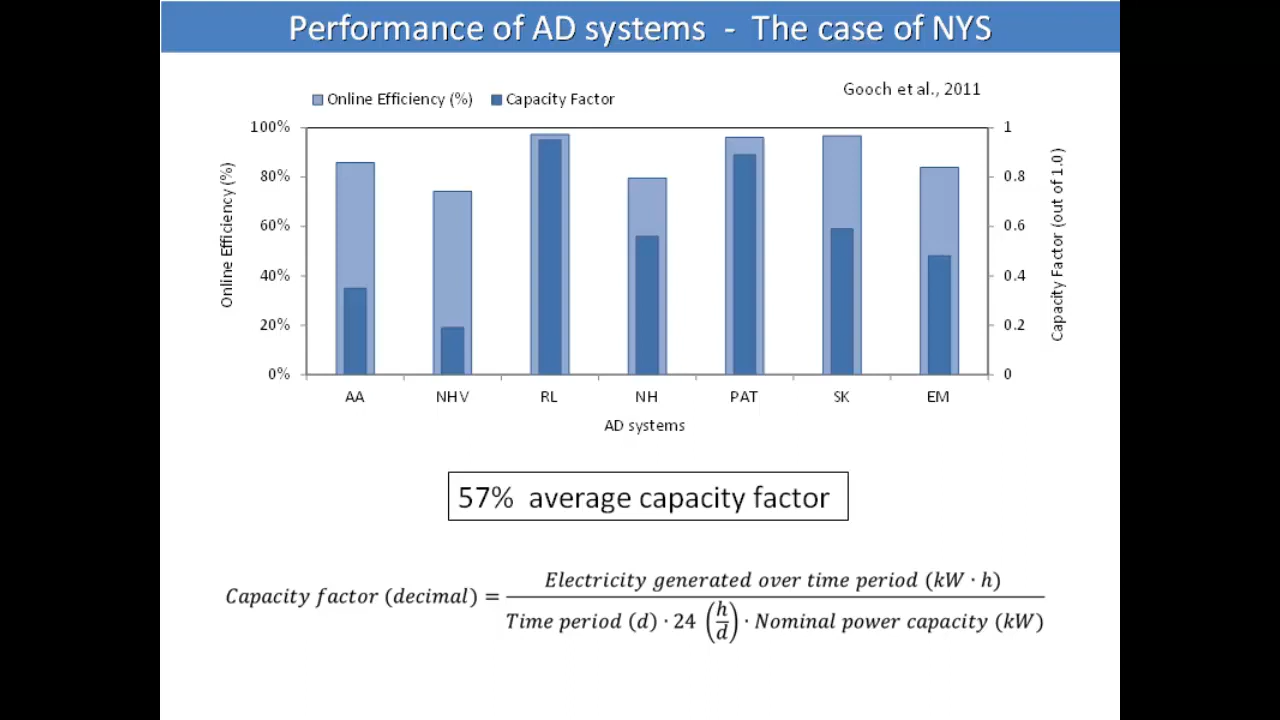 Performance of AD systems - The case of NYS
Gooch et al., 2011
Online Efficiency (%) Capacity Factor
100% 1
80% 0.8
60% 0.6
40% 0.4
20% 0.2
0% 0
Online Efficiency (%)
Capacity Factor (out of 1.0)
AA NHV RL NH PAT SK EM
AD systems
57% average capacity factor
Capacity factor (decimal) = Electricity generated over time period (kW · h)
Time period (d) · 24 (h/d) · Nominal power capacity (kW)